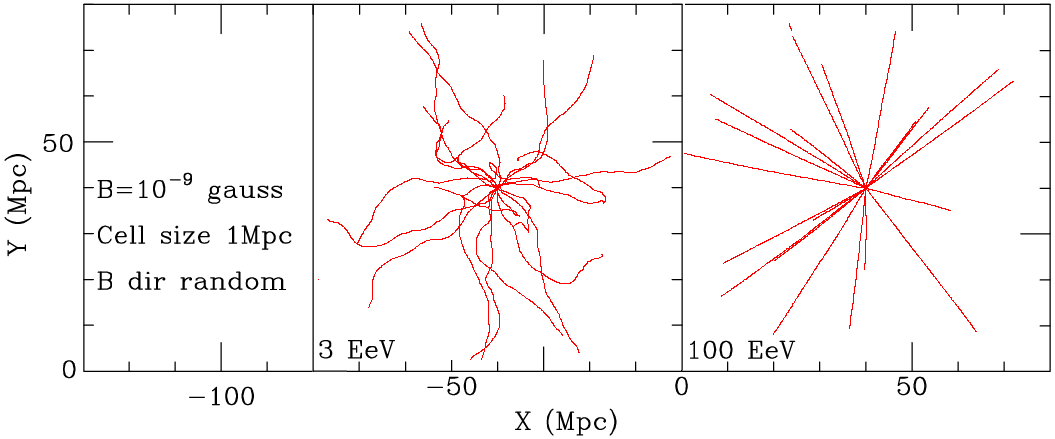 50
Y (Mpc)
B=10⁻⁹ gauss
Cell size 1Mpc
B dir random
0
3 EeV
100 EeV
−100
−50
0
50
X (Mpc)